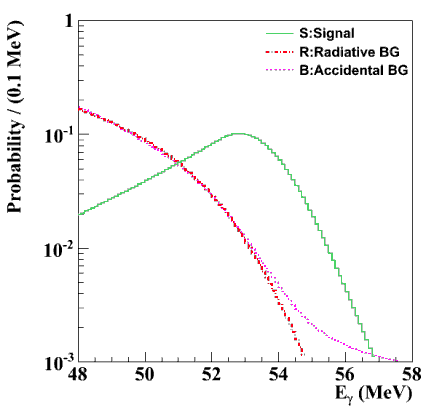 Probability / (0.1 MeV)
1
10⁻¹
10⁻²
10⁻³
S:Signal
R:Radiative BG
B:Accidental BG
48 50 52 54 56 58
Eγ (MeV)